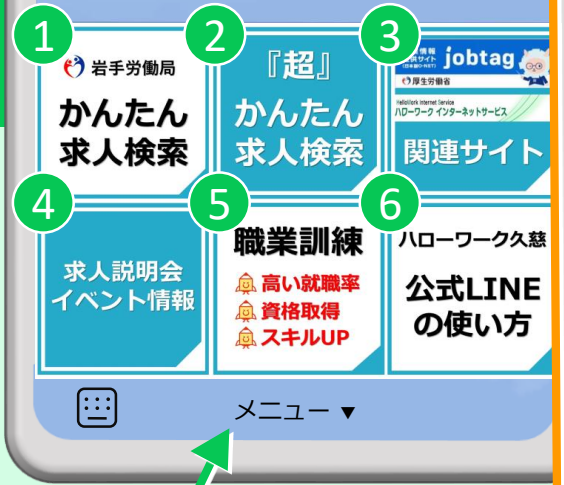 1
岩手労働局
かんたん
求人検索
2
『超』
かんたん
求人検索
3
jobtag
厚生労働省
HelloWork Internet Service
ハローワーク インターネットサービス
関連サイト
4
求人説明会
イベント情報
5
職業訓練
高い就職率
資格取得
スキルUP
6
ハローワーク久慈
公式LINE
の使い方
メニュー ▼